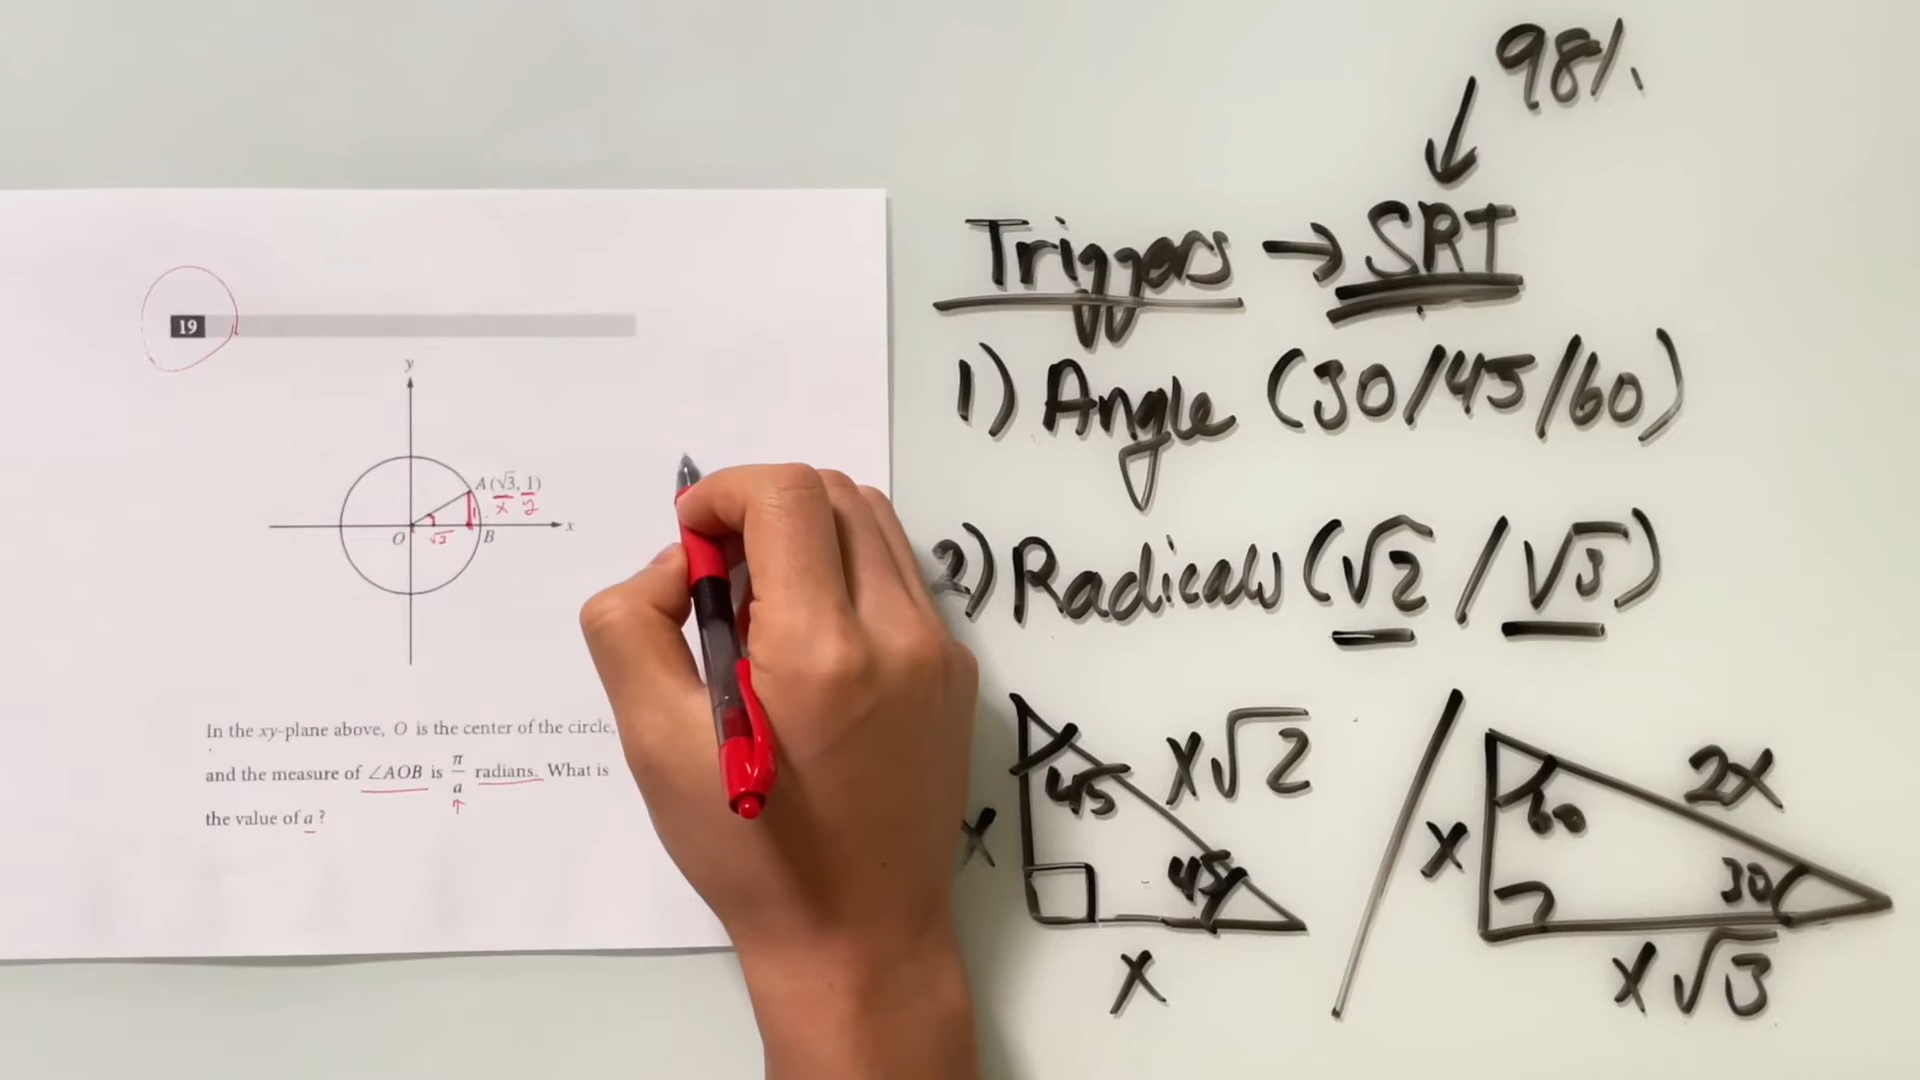 19
y
A (√3, 1)
x y
1
O √3 B x
In the xy-plane above, O is the center of the circle,
and the measure of ∠AOB is π/a radians. What is
the value of a ?
98%
Triggers → SRT
1) Angle (30/45/60)
2) Radicals (√2 / √3)
x 45 x√2 45 x
x 60 2x 30 x√3